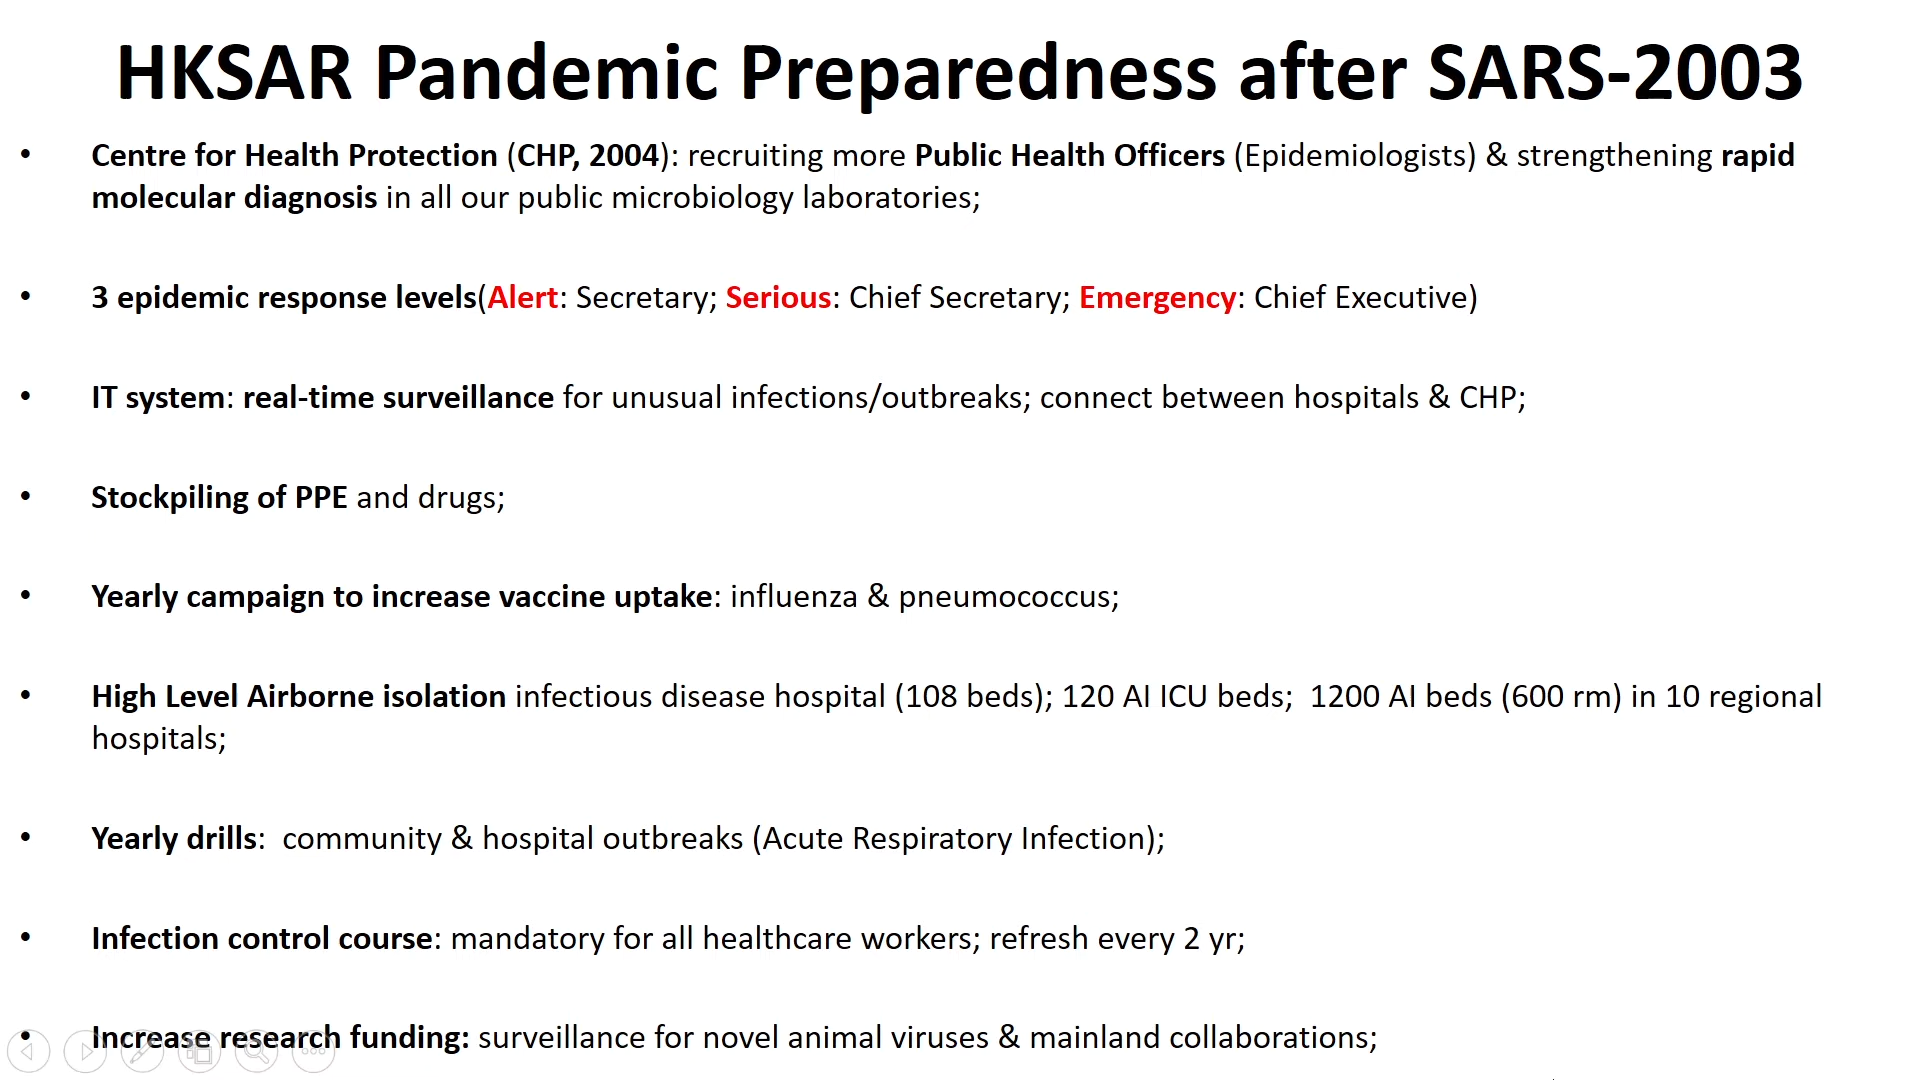 HKSAR Pandemic Preparedness after SARS-2003
• Centre for Health Protection (CHP, 2004): recruiting more Public Health Officers (Epidemiologists) & strengthening rapid
molecular diagnosis in all our public microbiology laboratories;
• 3 epidemic response levels(Alert: Secretary; Serious: Chief Secretary; Emergency: Chief Executive)
• IT system: real-time surveillance for unusual infections/outbreaks; connect between hospitals & CHP;
• Stockpiling of PPE and drugs;
• Yearly campaign to increase vaccine uptake: influenza & pneumococcus;
• High Level Airborne isolation infectious disease hospital (108 beds); 120 AI ICU beds;  1200 AI beds (600 rm) in 10 regional
hospitals;
• Yearly drills:  community & hospital outbreaks (Acute Respiratory Infection);
• Infection control course: mandatory for all healthcare workers; refresh every 2 yr;
• Increase research funding: surveillance for novel animal viruses & mainland collaborations;